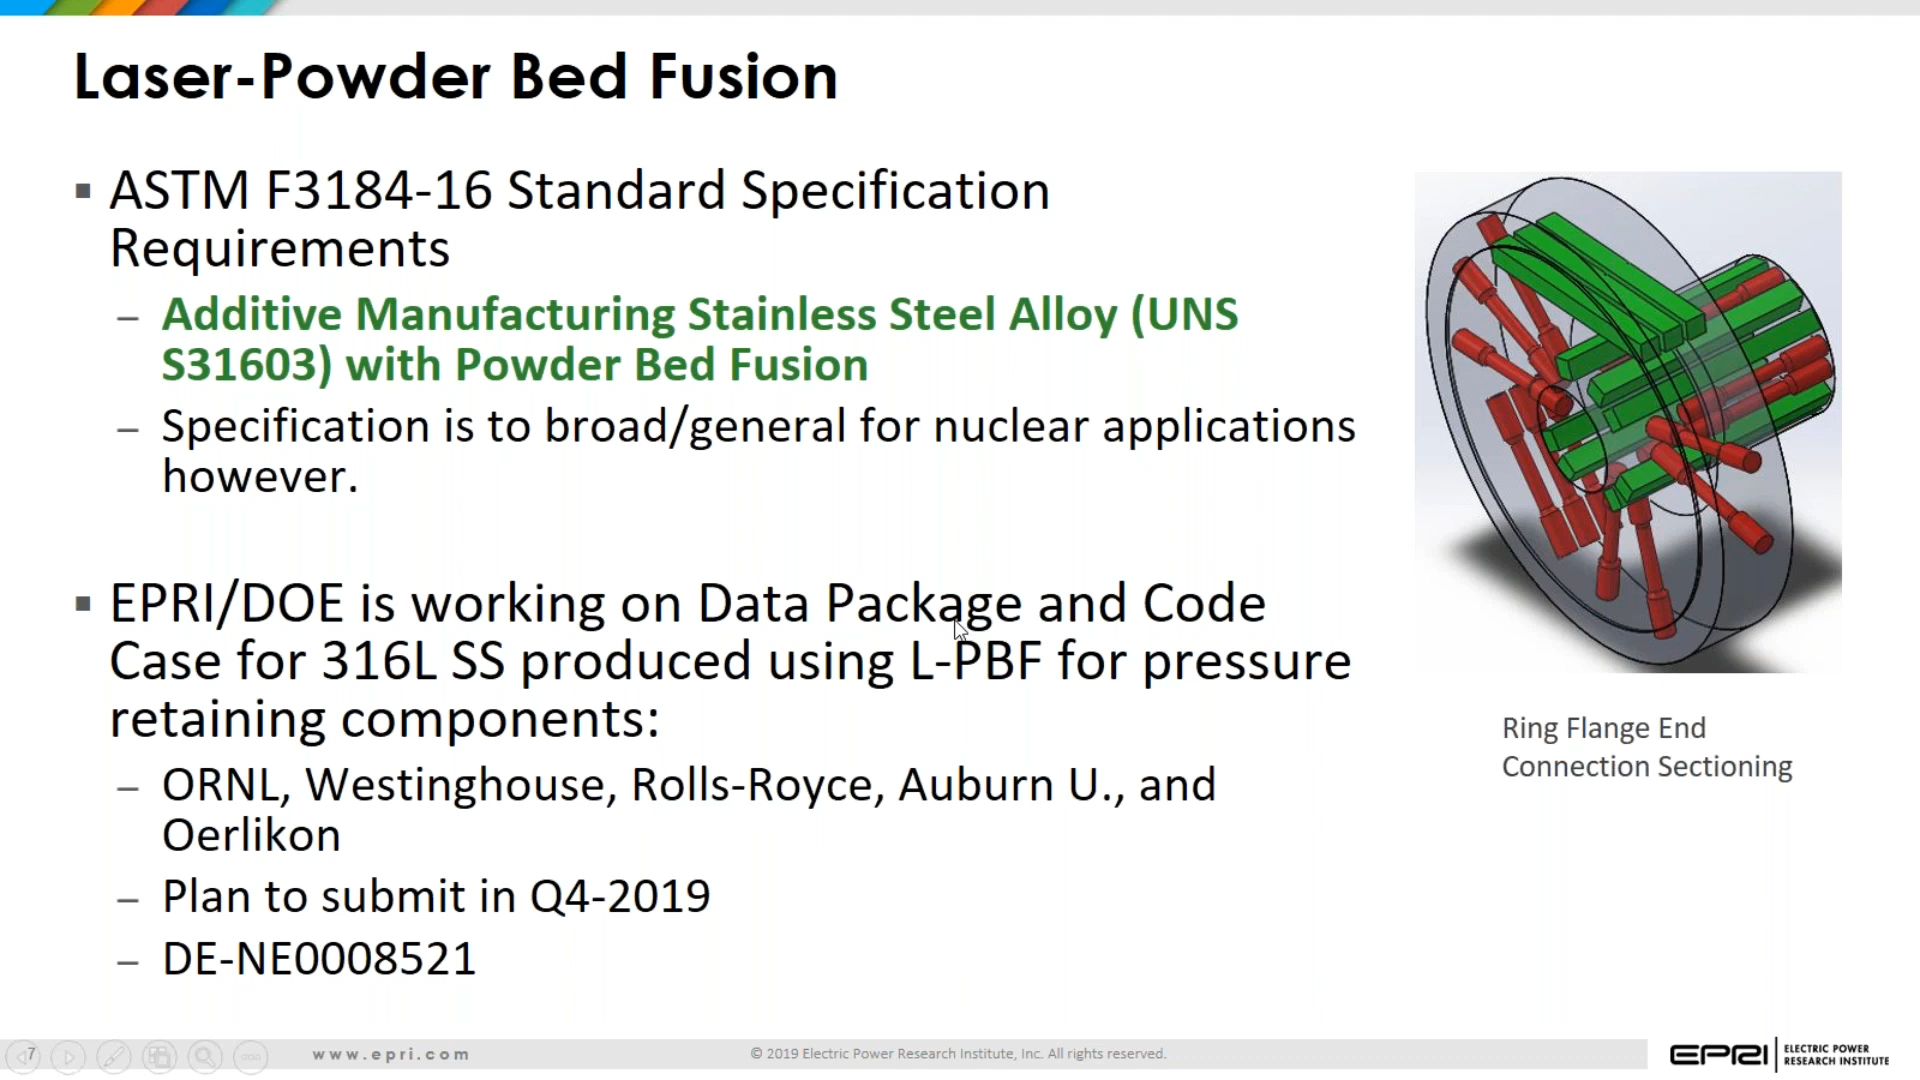 Laser-Powder Bed Fusion
▪ ASTM F3184-16 Standard Specification
Requirements
– Additive Manufacturing Stainless Steel Alloy (UNS
S31603) with Powder Bed Fusion
– Specification is to broad/general for nuclear applications
however.
▪ EPRI/DOE is working on Data Package and Code
Case for 316L SS produced using L-PBF for pressure
retaining components:
– ORNL, Westinghouse, Rolls-Royce, Auburn U., and
Oerlikon
– Plan to submit in Q4-2019
– DE-NE0008521
Ring Flange End
Connection Sectioning
7
www.epri.com
© 2019 Electric Power Research Institute, Inc. All rights reserved.
EPRI
ELECTRIC POWER
RESEARCH INSTITUTE